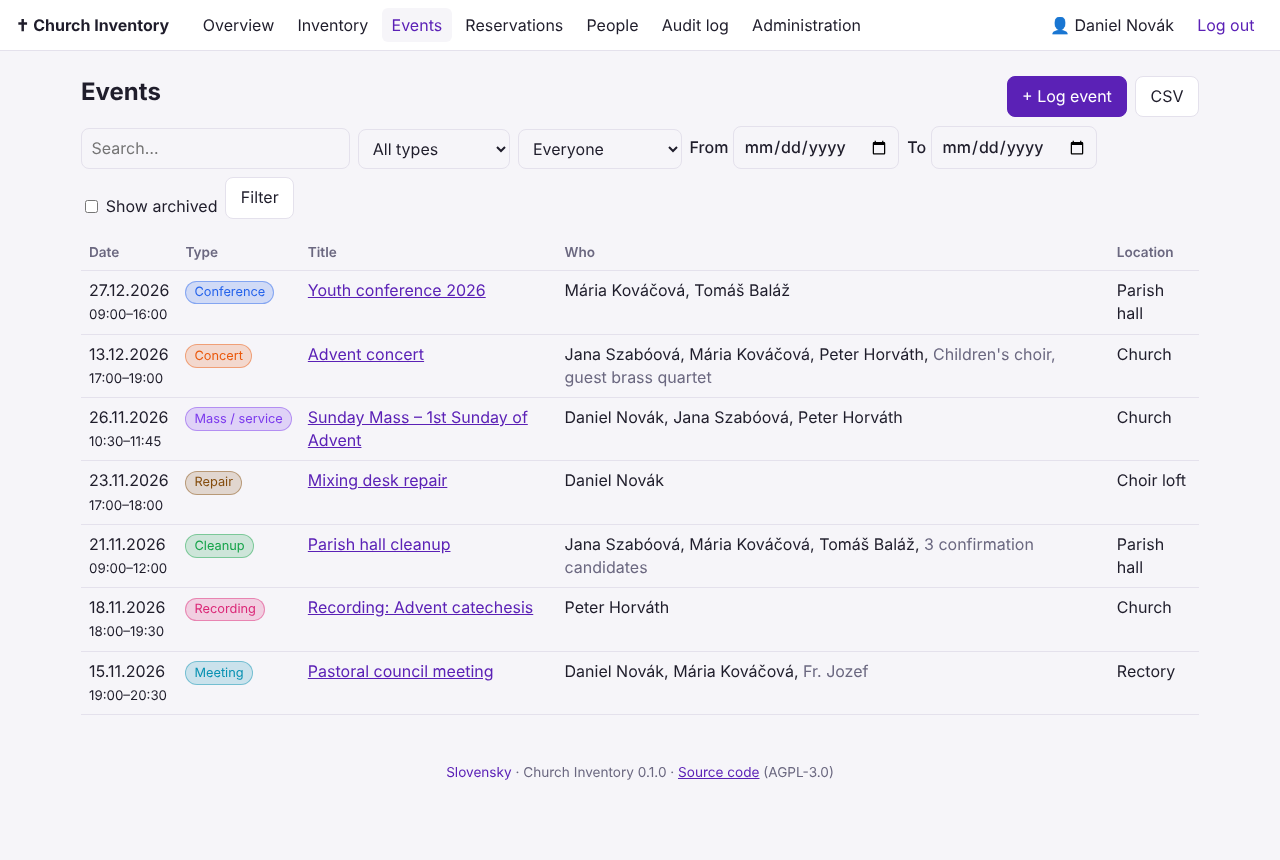 ✝ Church Inventory Overview Inventory Events Reservations People Audit log Administration 👤 Daniel Novák Log out
Events + Log event CSV
Search... All types Everyone From mm/dd/yyyy To mm/dd/yyyy
Show archived Filter
Date Type Title Who Location
27.12.2026 Conference Youth conference 2026 Mária Kováčová, Tomáš Baláž Parish
09:00–16:00 hall
13.12.2026 Concert Advent concert Jana Szabóová, Mária Kováčová, Peter Horváth, Children's choir, Church
17:00–19:00 guest brass quartet
26.11.2026 Mass / service Sunday Mass – 1st Sunday of Daniel Novák, Jana Szabóová, Peter Horváth Church
10:30–11:45 Advent
23.11.2026 Repair Mixing desk repair Daniel Novák Choir loft
17:00–18:00
21.11.2026 Cleanup Parish hall cleanup Jana Szabóová, Mária Kováčová, Tomáš Baláž, 3 confirmation Parish
09:00–12:00 candidates hall
18.11.2026 Recording Recording: Advent catechesis Peter Horváth Church
18:00–19:30
15.11.2026 Meeting Pastoral council meeting Daniel Novák, Mária Kováčová, Fr. Jozef Rectory
19:00–20:30
Slovensky · Church Inventory 0.1.0 · Source code (AGPL-3.0)